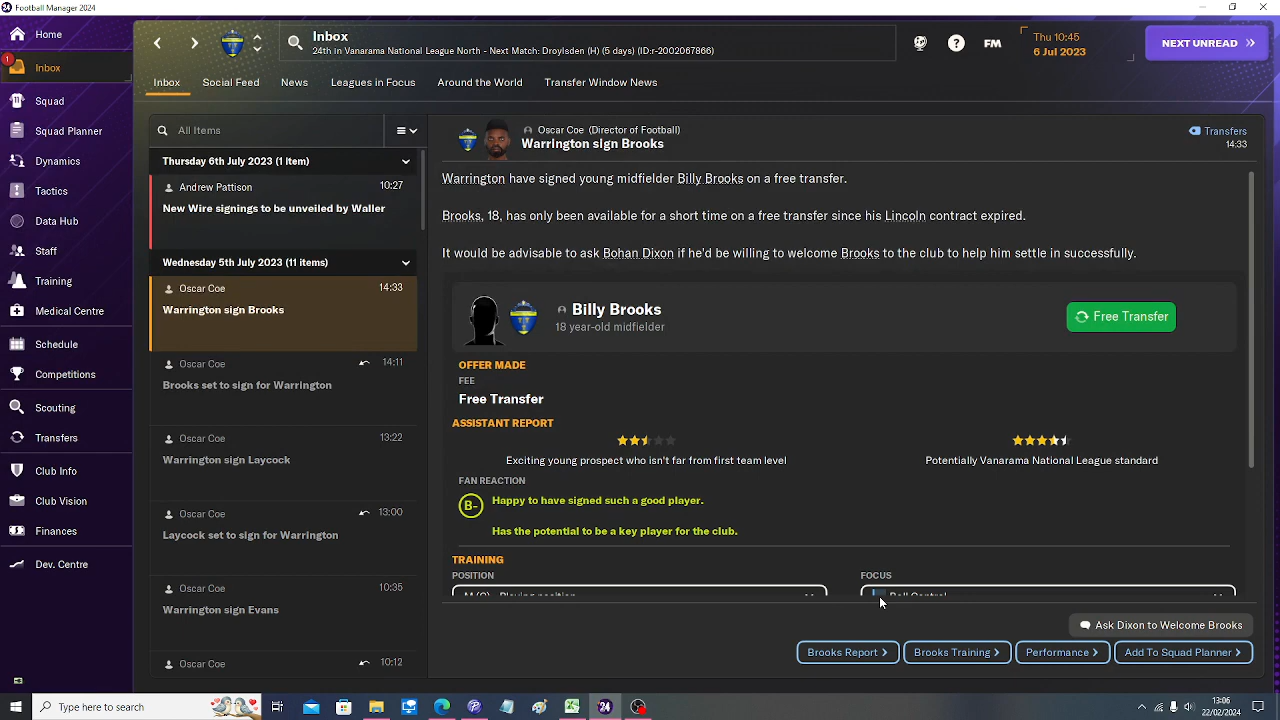 24 Football Manager 2024
Home
Inbox
24th in Vanarama National League North - Next Match: Droylsden (H) (5 days) (ID:r-2002067866)
FM
Thu 10:45
6 Jul 2023
NEXT UNREAD
1
Inbox
Squad
Squad Planner
Dynamics
Tactics
Data Hub
Staff
Training
Medical Centre
Schedule
Competitions
Scouting
Transfers
Club Info
Club Vision
Finances
Dev. Centre
Inbox
Social Feed
News
Leagues in Focus
Around the World
Transfer Window News
All Items
Thursday 6th July 2023 (1 Item)
Andrew Pattison 10:27
New Wire signings to be unveiled by Waller
Wednesday 5th July 2023 (11 items)
Oscar Coe 14:33
Warrington sign Brooks
Oscar Coe 14:11
Brooks set to sign for Warrington
Oscar Coe 13:22
Warrington sign Laycock
Oscar Coe 13:00
Laycock set to sign for Warrington
Oscar Coe 10:35
Warrington sign Evans
Oscar Coe 10:12
Oscar Coe (Director of Football)
Warrington sign Brooks
Transfers
14:33
Warrington have signed young midfielder Billy Brooks on a free transfer.
Brooks, 18, has only been available for a short time on a free transfer since his Lincoln contract expired.
It would be advisable to ask Bohan Dixon if he'd be willing to welcome Brooks to the club to help him settle in successfully.
Billy Brooks
18 year-old midfielder
Free Transfer
OFFER MADE
FEE
Free Transfer
ASSISTANT REPORT
Exciting young prospect who isn't far from first team level
Potentially Vanarama National League standard
FAN REACTION
B-
Happy to have signed such a good player.
Has the potential to be a key player for the club.
TRAINING
POSITION
FOCUS
M (C) - Playing position
Ball Control
Ask Dixon to Welcome Brooks
Brooks Report >
Brooks Training >
Performance >
Add To Squad Planner >
Type here to search
24
13:06
22/02/2024